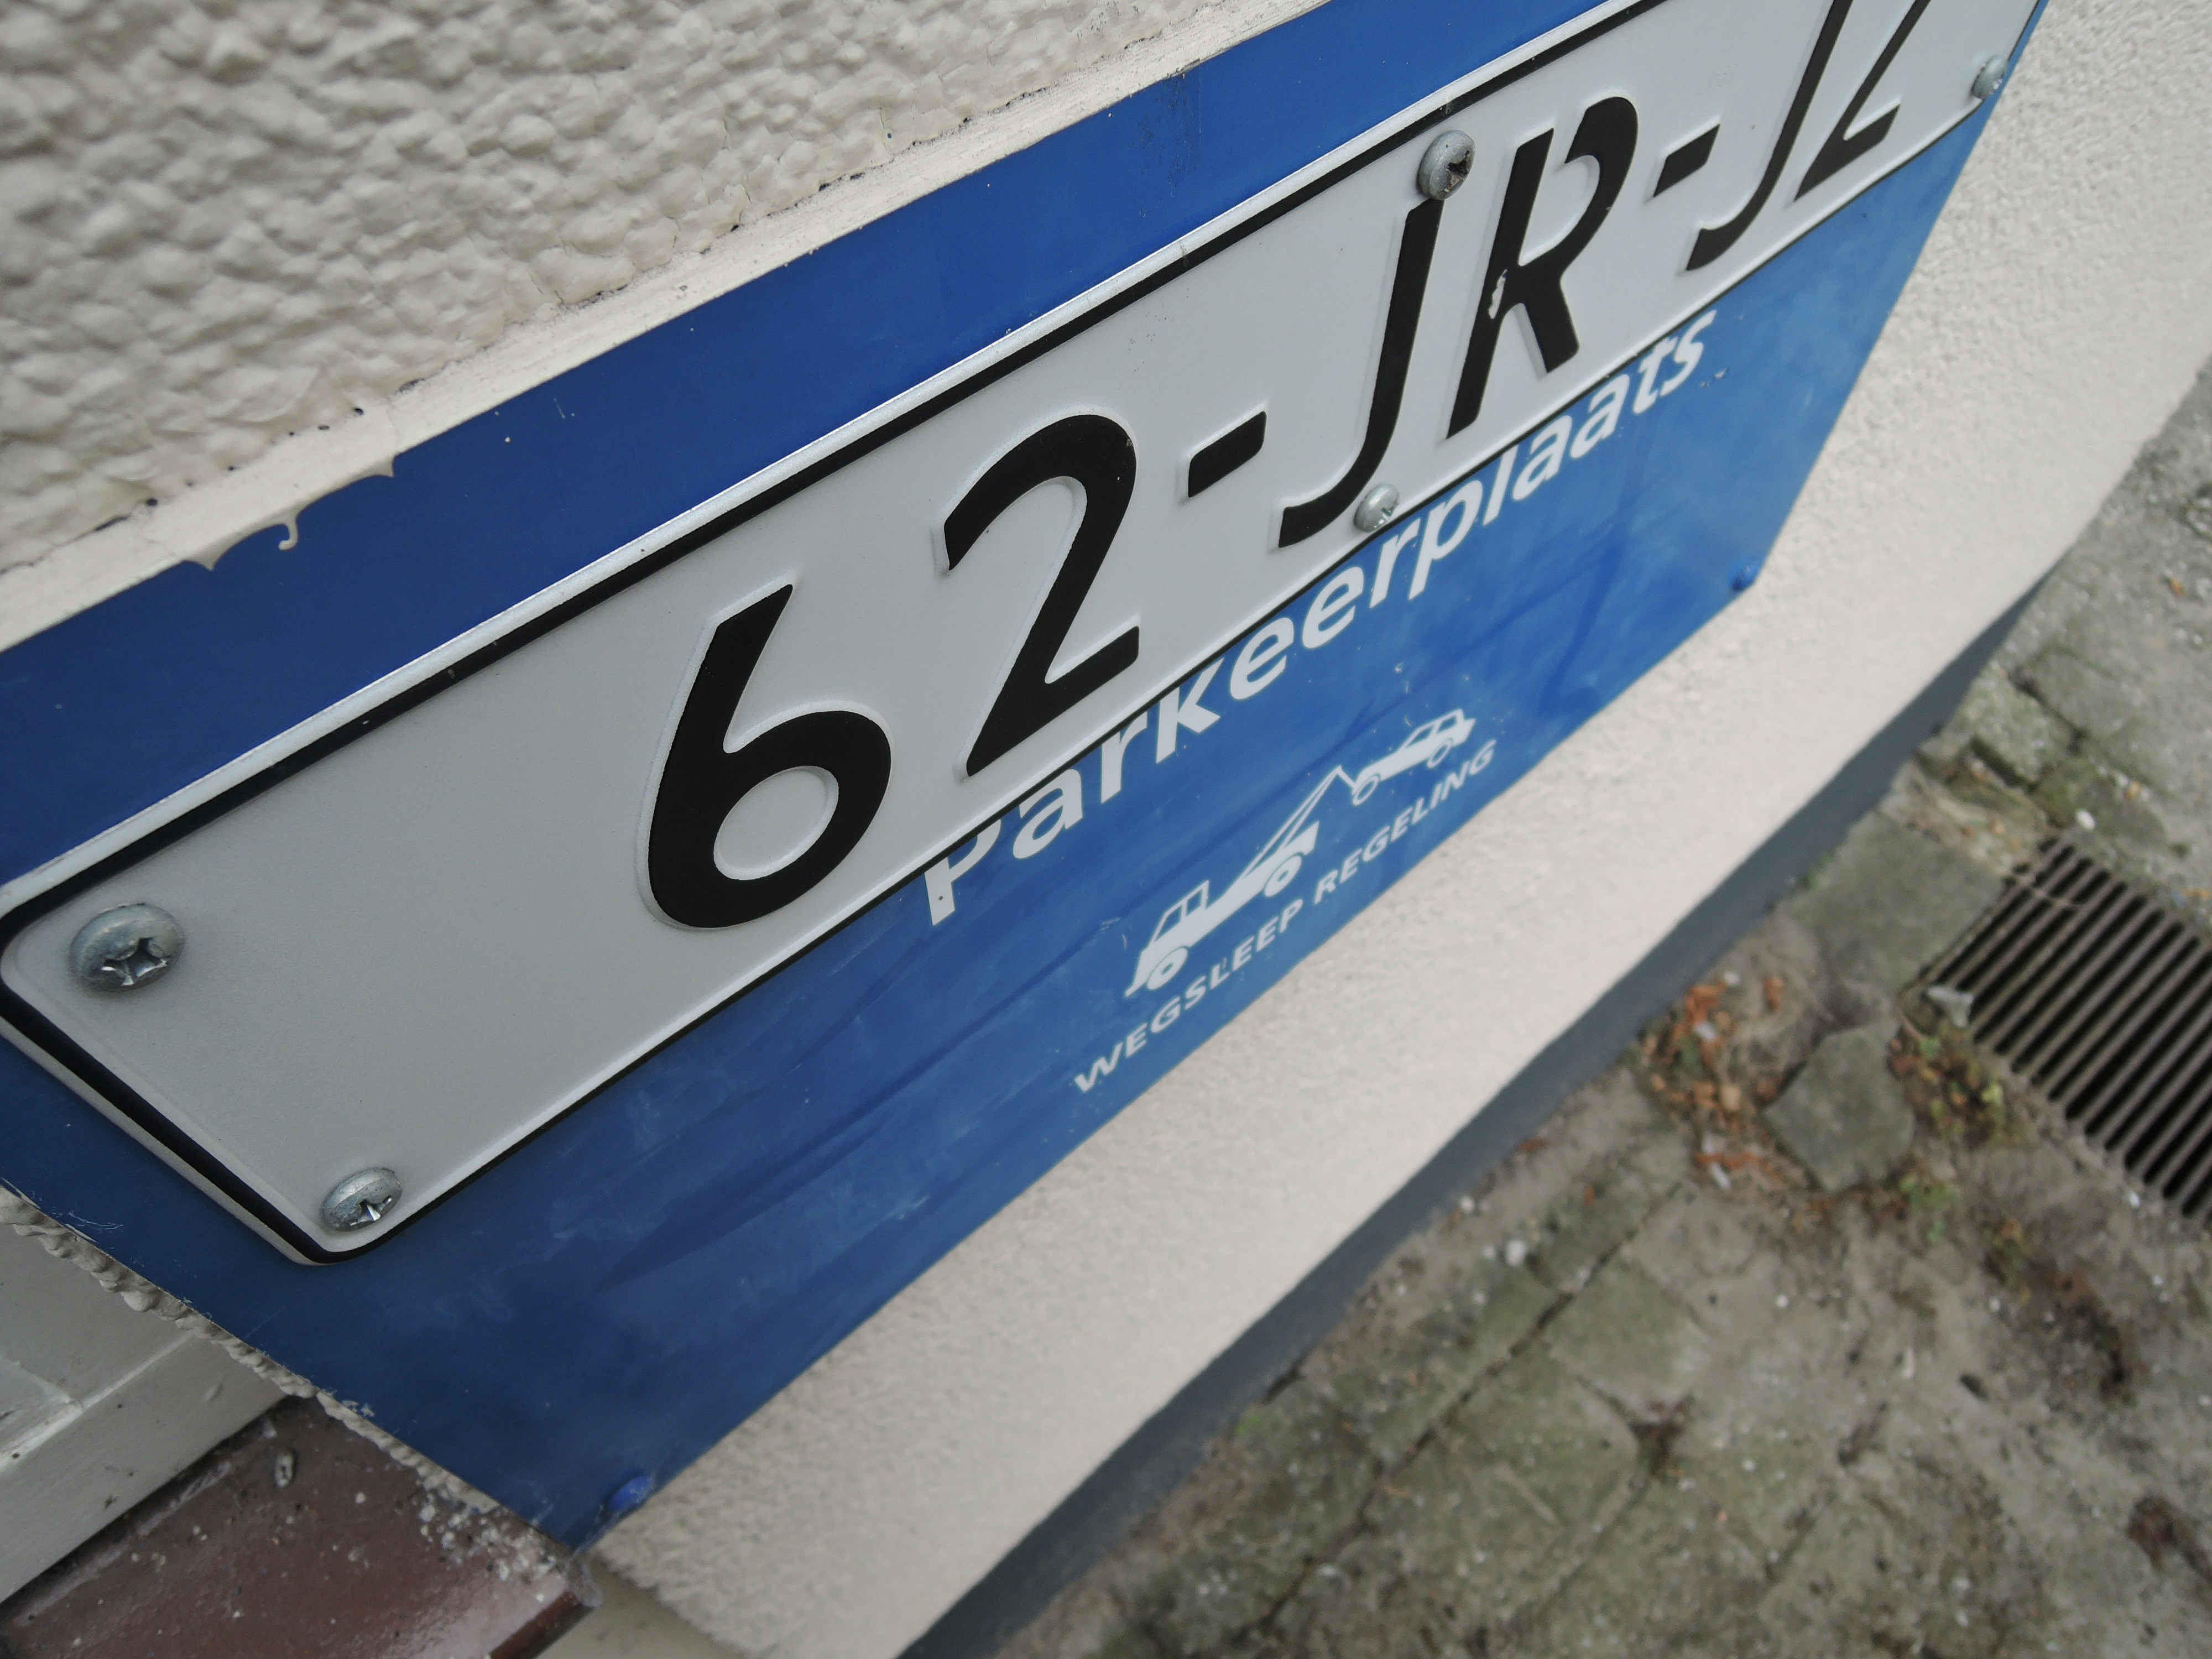 62-JR-JZ
Parkeerplaats
WEGSLEEP REGELING